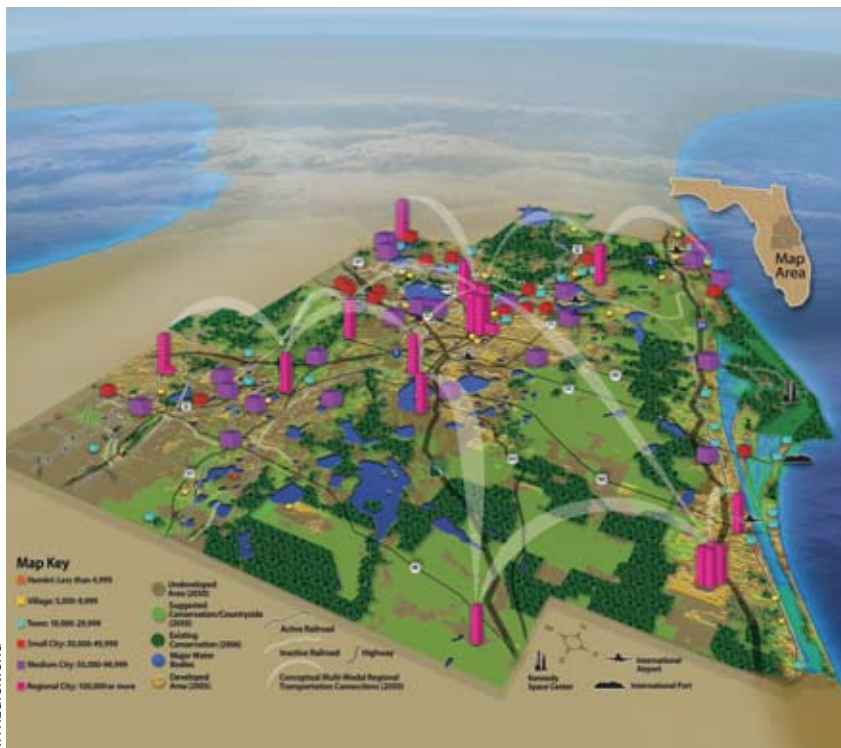 Map
Area
Map Key
Hamlet: Less than 4,999
Village: 5,000-9,999
Town: 10,000-29,999
Small City: 30,000-49,999
Medium City: 50,000-99,999
Regional City: 100,000 or more
Undeveloped
Area (2050)
Suggested
Conservation/Countryside
(2050)
Existing
Conservation (2006)
Major Water
Bodies
Developed
Area (2005)
Active Railroad
Inactive Railroad
Highway
Conceptual Multi-Modal Regional
Transportation Connections (2050)
Kennedy
Space Center
International
Airport
International Port